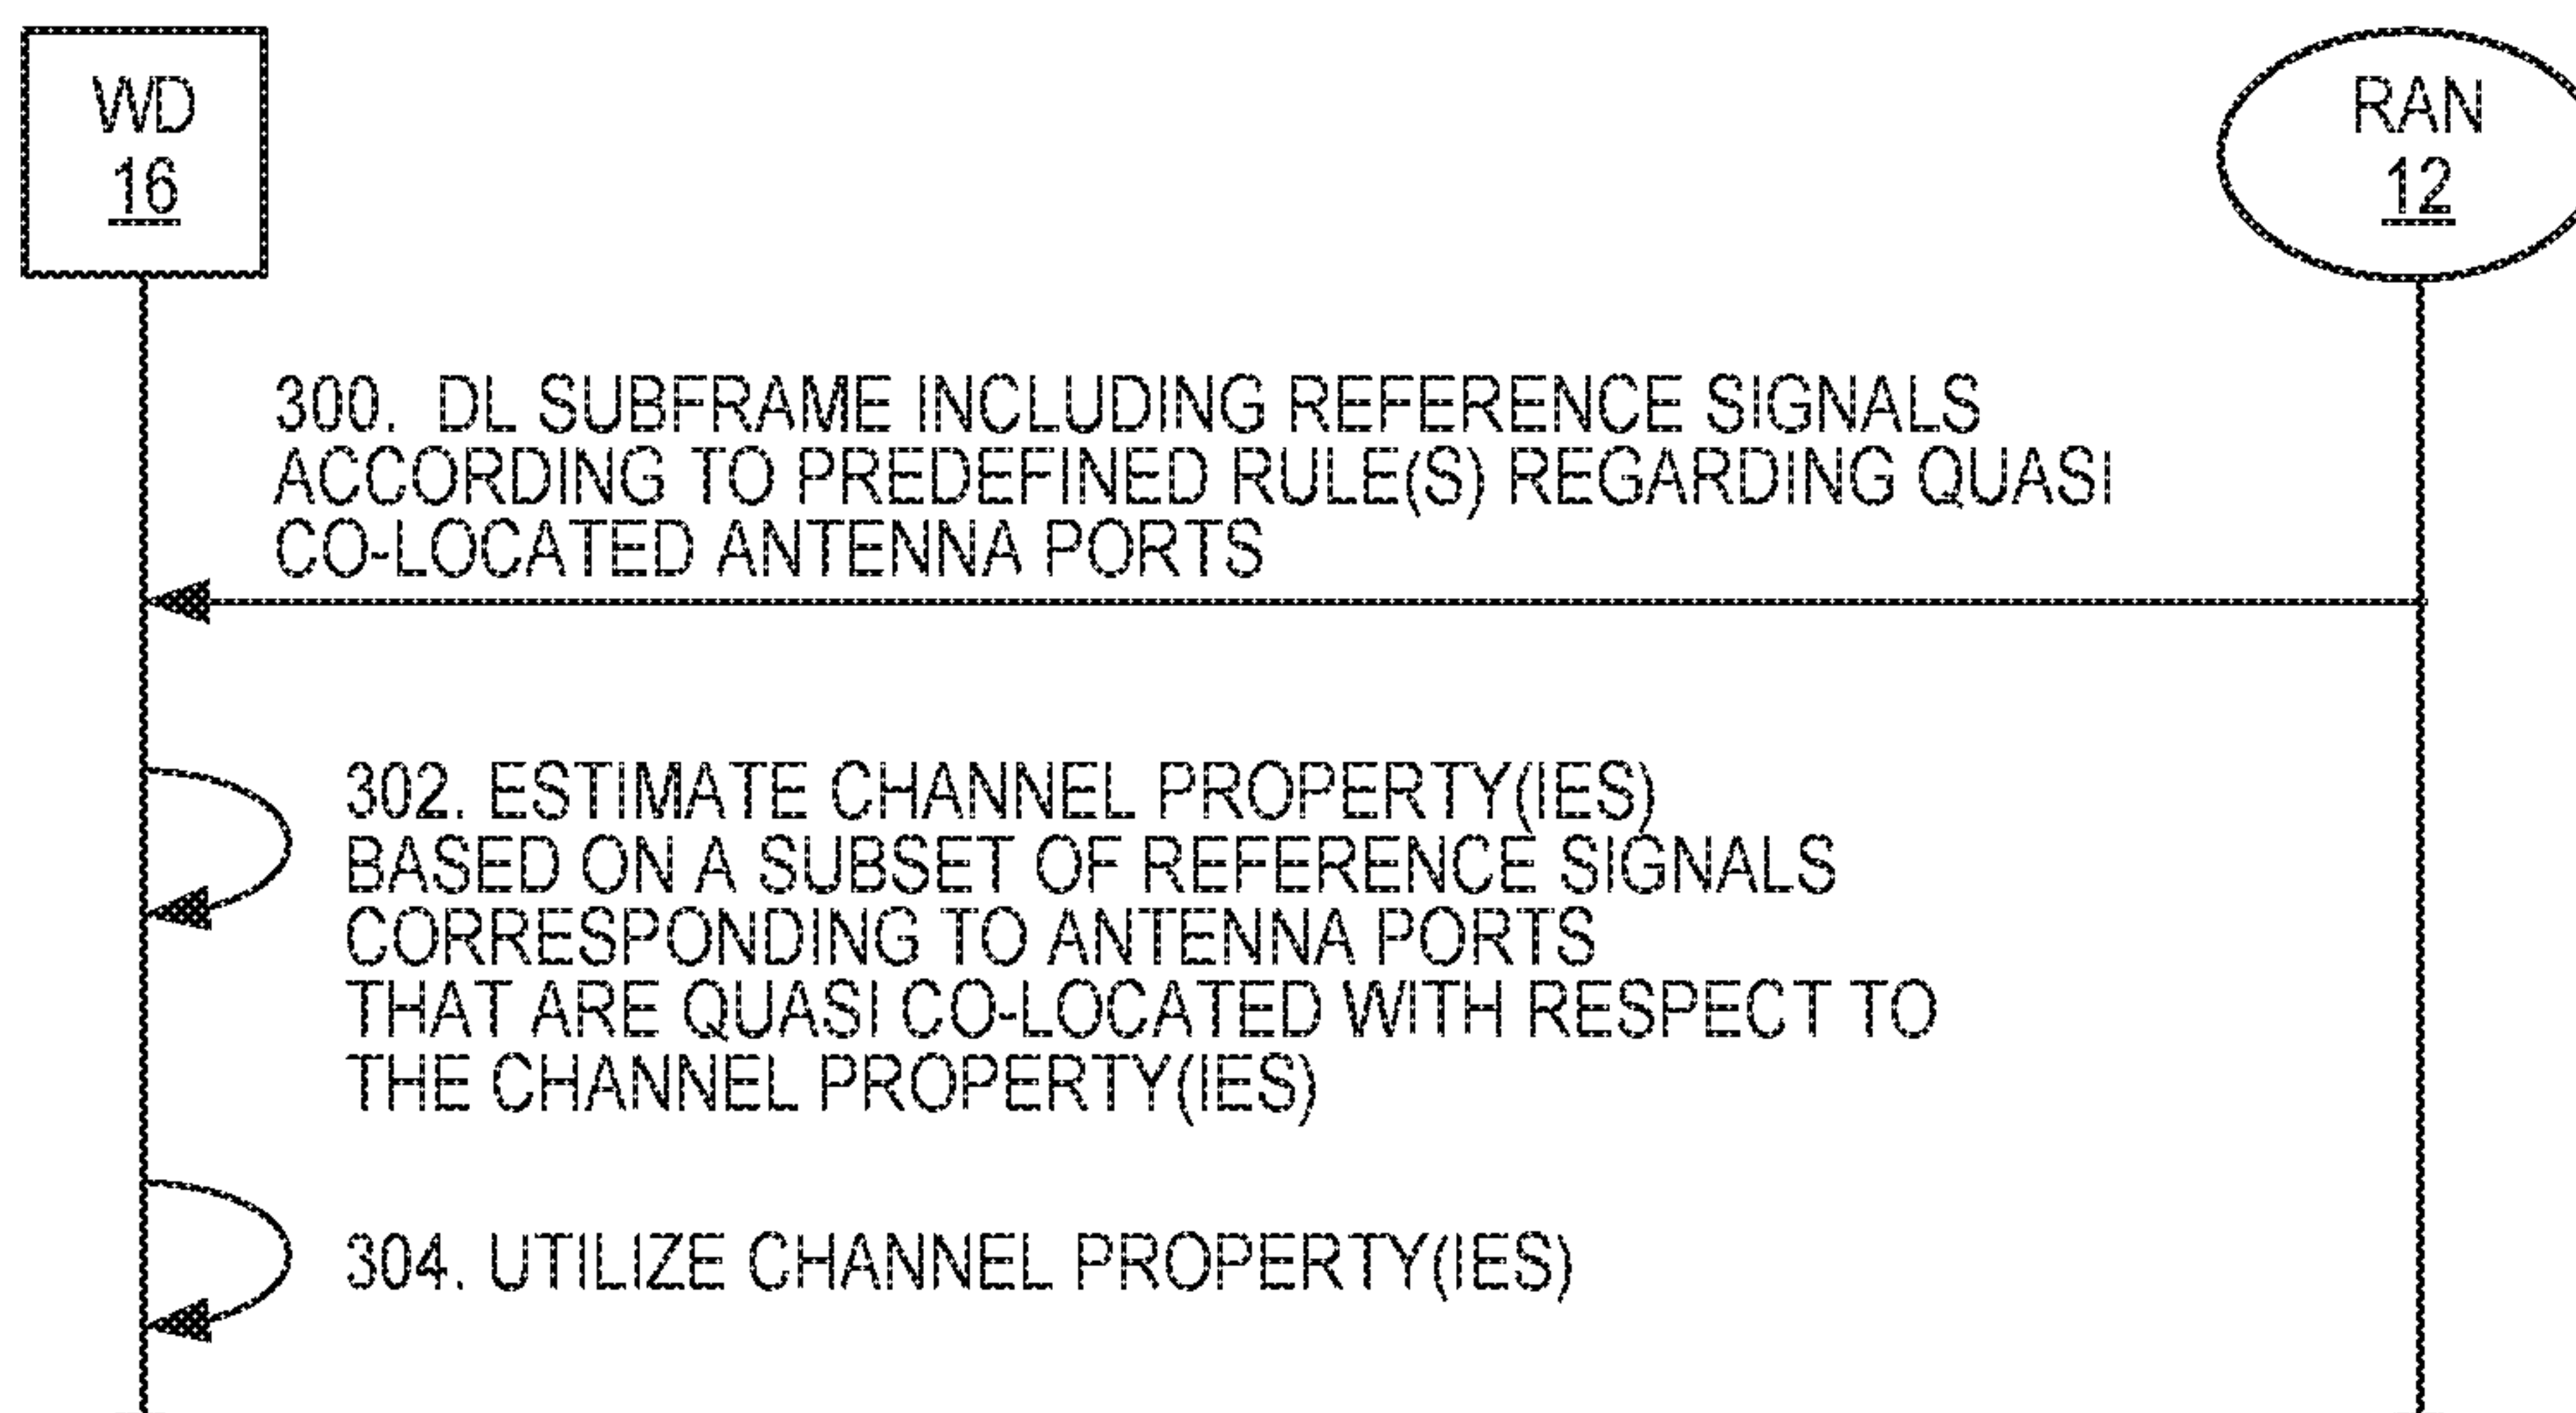 WD
16
RAN
12
300. DL SUBFRAME INCLUDING REFERENCE SIGNALS
ACCORDING TO PREDEFINED RULE(S) REGARDING QUASI
CO-LOCATED ANTENNA PORTS
302. ESTIMATE CHANNEL PROPERTY(IES)
BASED ON A SUBSET OF REFERENCE SIGNALS
CORRESPONDING TO ANTENNA PORTS
THAT ARE QUASI CO-LOCATED WITH RESPECT TO
THE CHANNEL PROPERTY(IES)
304. UTILIZE CHANNEL PROPERTY(IES)